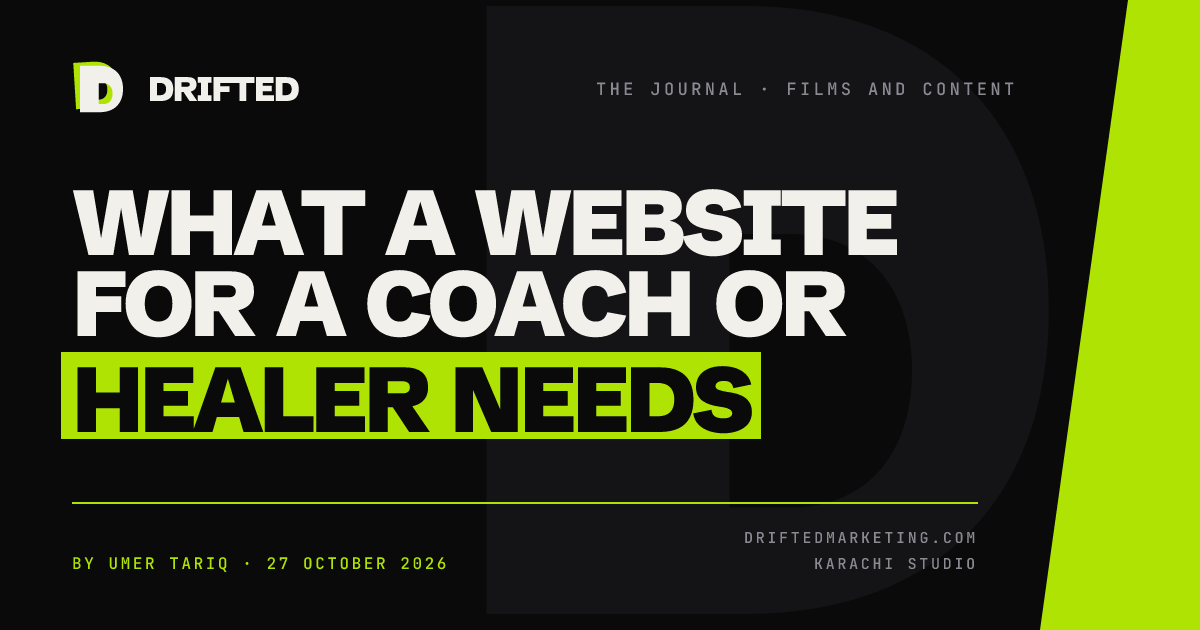 DRIFTED
THE JOURNAL · FILMS AND CONTENT
WHAT A WEBSITE
FOR A COACH OR
HEALER NEEDS
DRIFTEDMARKETING.COM
BY UMER TARIQ · 27 OCTOBER 2026
KARACHI STUDIO